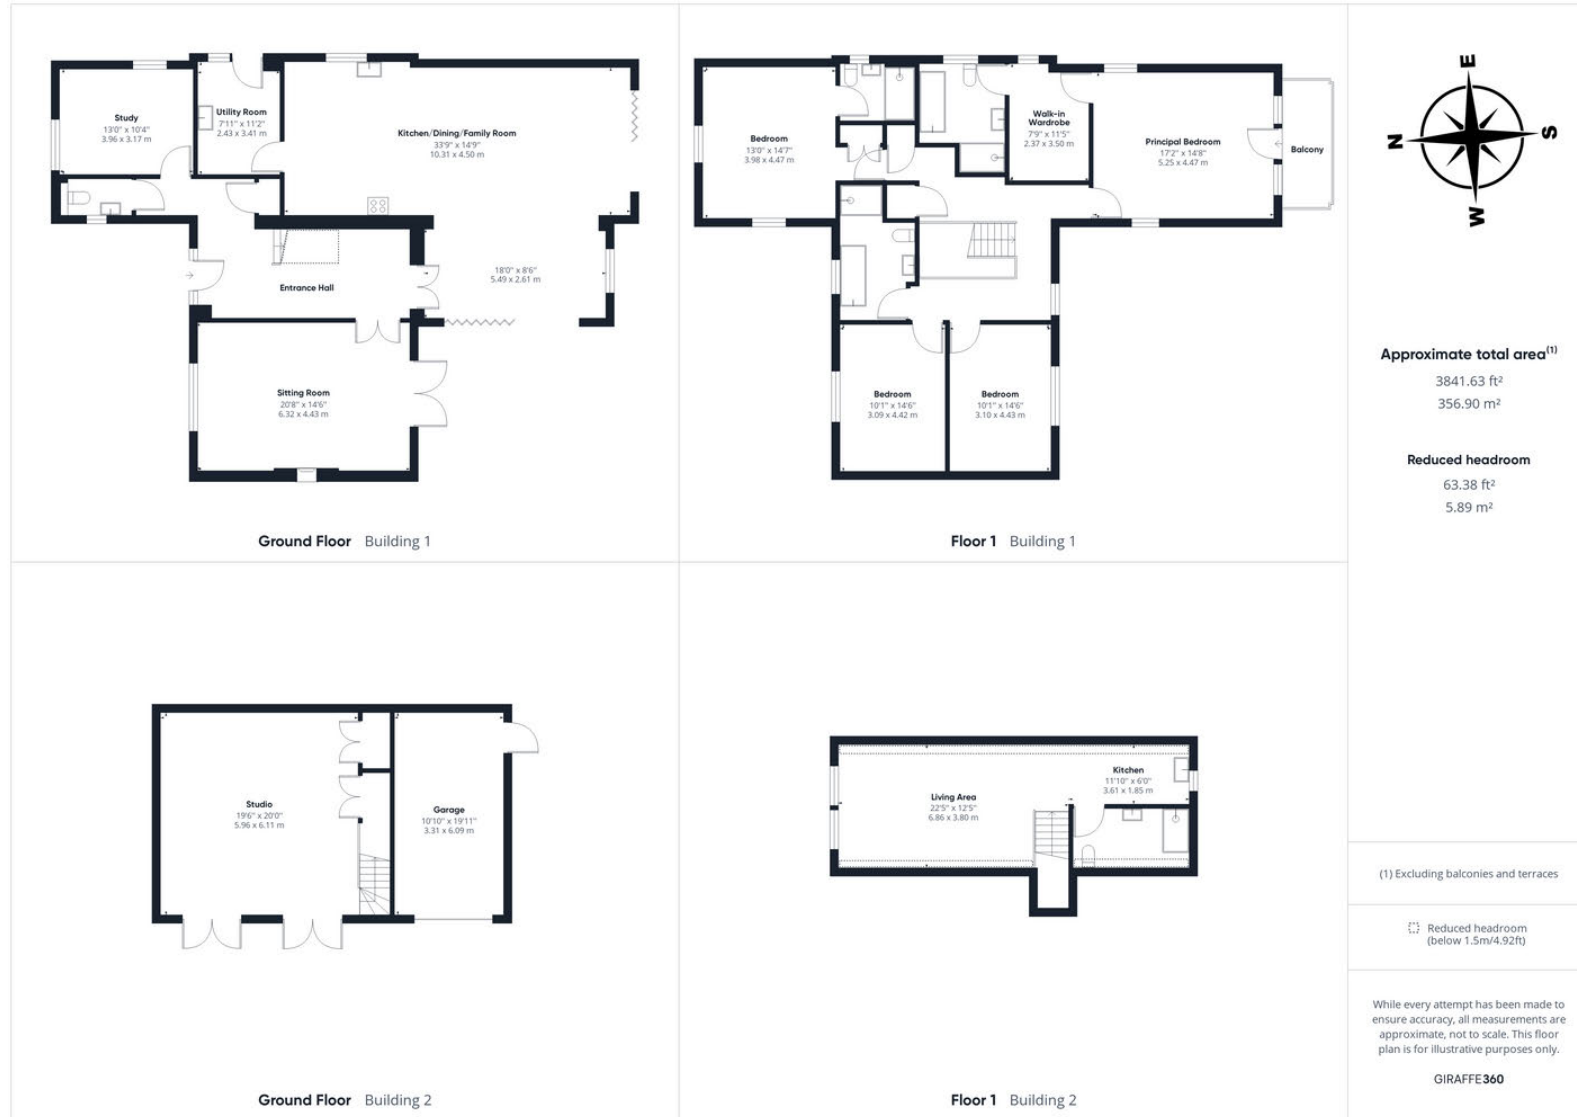 Study
13'0" x 10'4"
3.96 x 3.17 m
Utility Room
7'11" x 11'2"
2.43 x 3.41 m
Kitchen/Dining/Family Room
33'9" x 14'9"
10.31 x 4.50 m
18'0" x 8'6"
5.49 x 2.61 m
Entrance Hall
Sitting Room
20'8" x 14'6"
6.32 x 4.43 m
Ground Floor Building 1
Bedroom
13'0" x 14'7"
3.98 x 4.47 m
Walk-in
Wardrobe
7'9" x 11'5"
2.37 x 3.50 m
Principal Bedroom
17'2" x 14'8"
5.25 x 4.47 m
Balcony
Bedroom
10'1" x 14'6"
3.09 x 4.42 m
Bedroom
10'1" x 14'6"
3.10 x 4.43 m
Floor 1 Building 1
Studio
19'6" x 20'0"
5.96 x 6.11 m
Garage
10'10" x 19'11"
3.31 x 6.09 m
Ground Floor Building 2
Living Area
22'5" x 12'5"
6.86 x 3.80 m
Kitchen
11'10" x 6'0"
3.61 x 1.85 m
Floor 1 Building 2
E
N
S
W
Approximate total area(1)
3841.63 ft²
356.90 m²
Reduced headroom
63.38 ft²
5.89 m²
(1) Excluding balconies and terraces
Reduced headroom
(below 1.5m/4.92ft)
While every attempt has been made to
ensure accuracy, all measurements are
approximate, not to scale. This floor
plan is for illustrative purposes only.
GIRAFFE360